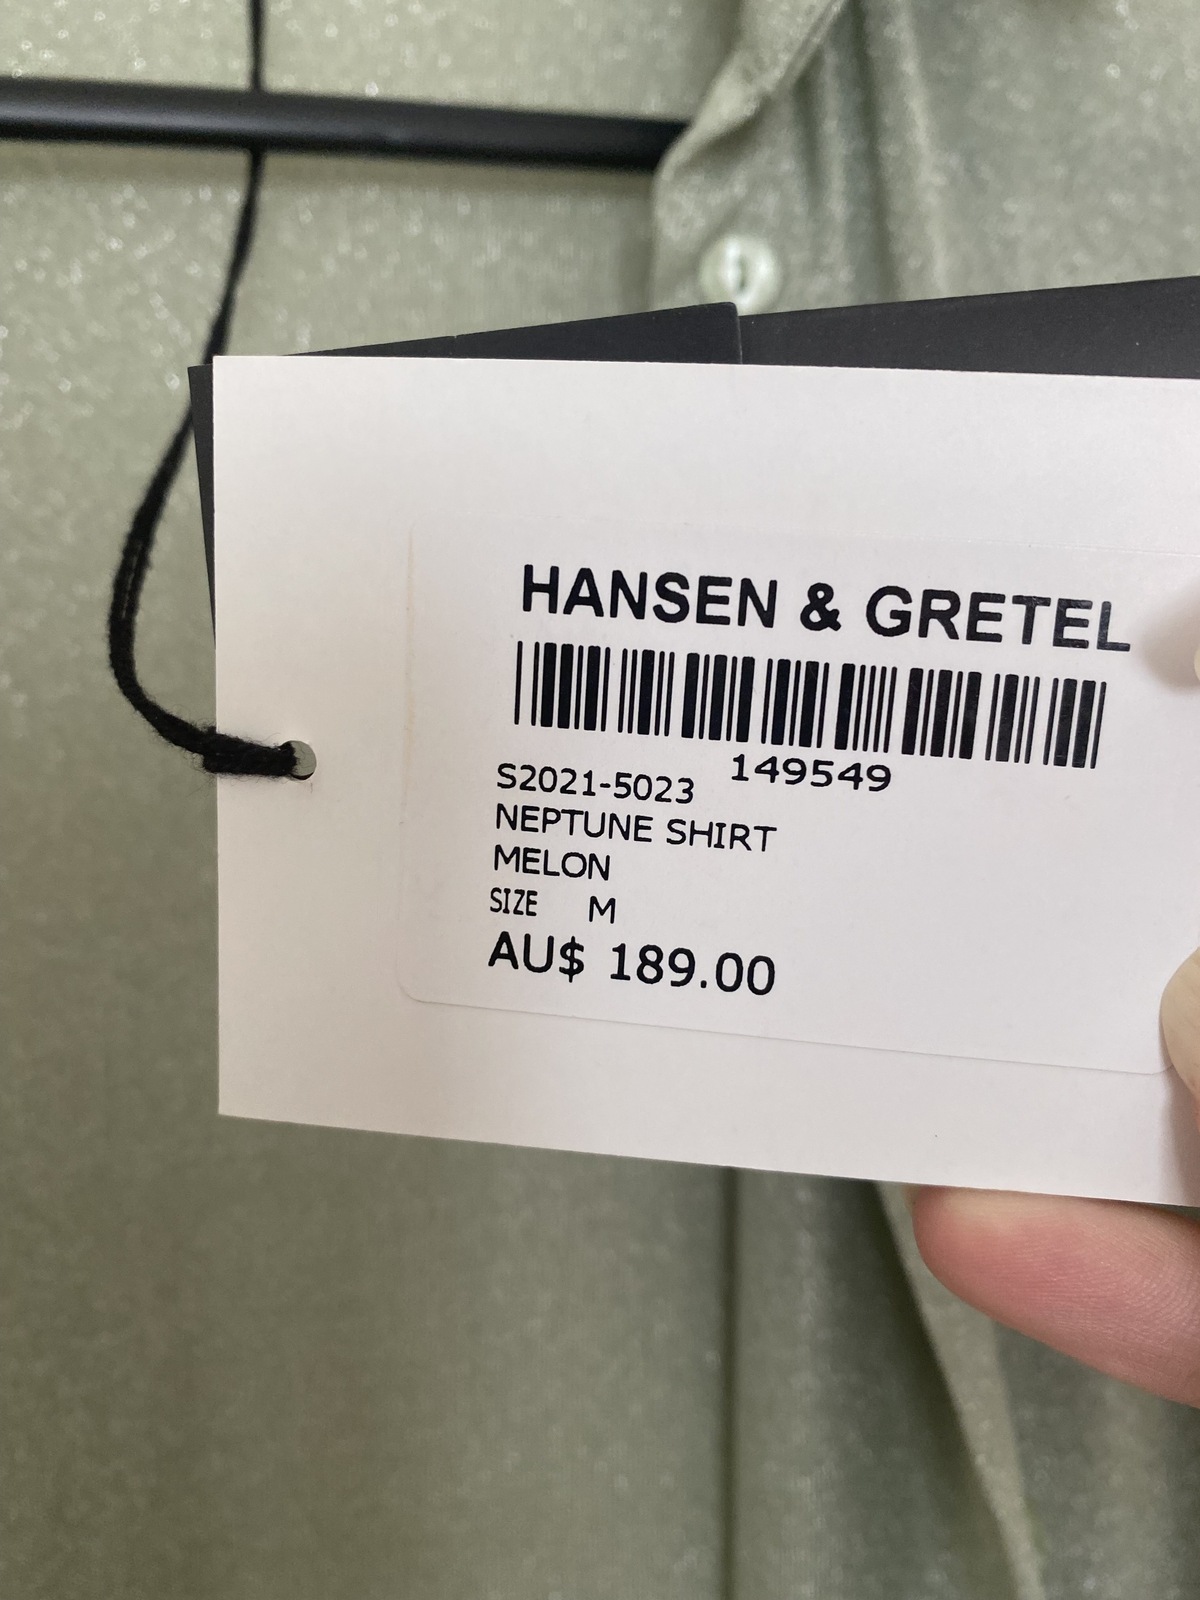 HANSEN & GRETEL
149549
S2021-5023
NEPTUNE SHIRT
MELON
SIZE M
AU$ 189.00